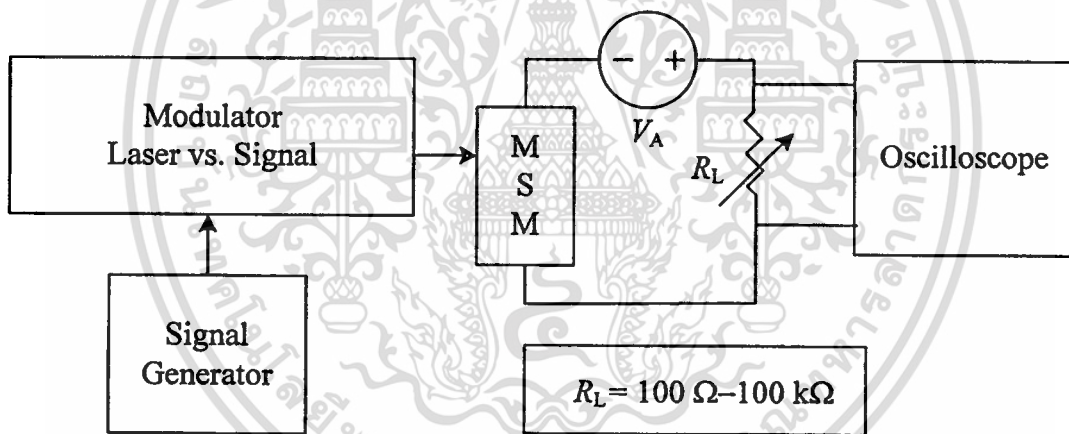 Modulator
Laser vs. Signal
Signal
Generator
M
S
M
− +
V_A
R_L
Oscilloscope
R_L = 100 Ω–100 kΩ